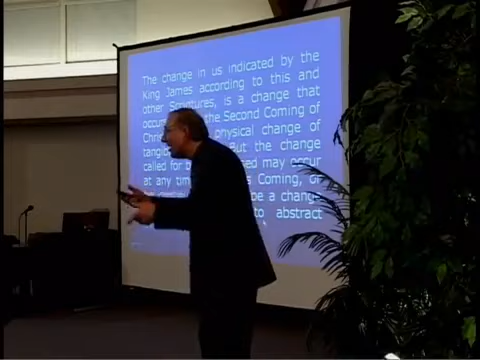 The change in us indicated by the
King James according to this and
other Scriptures, is a change that
the Second Coming of
physical change of
But the change
called for may occur
at any Coming, or
be a change
to abstract